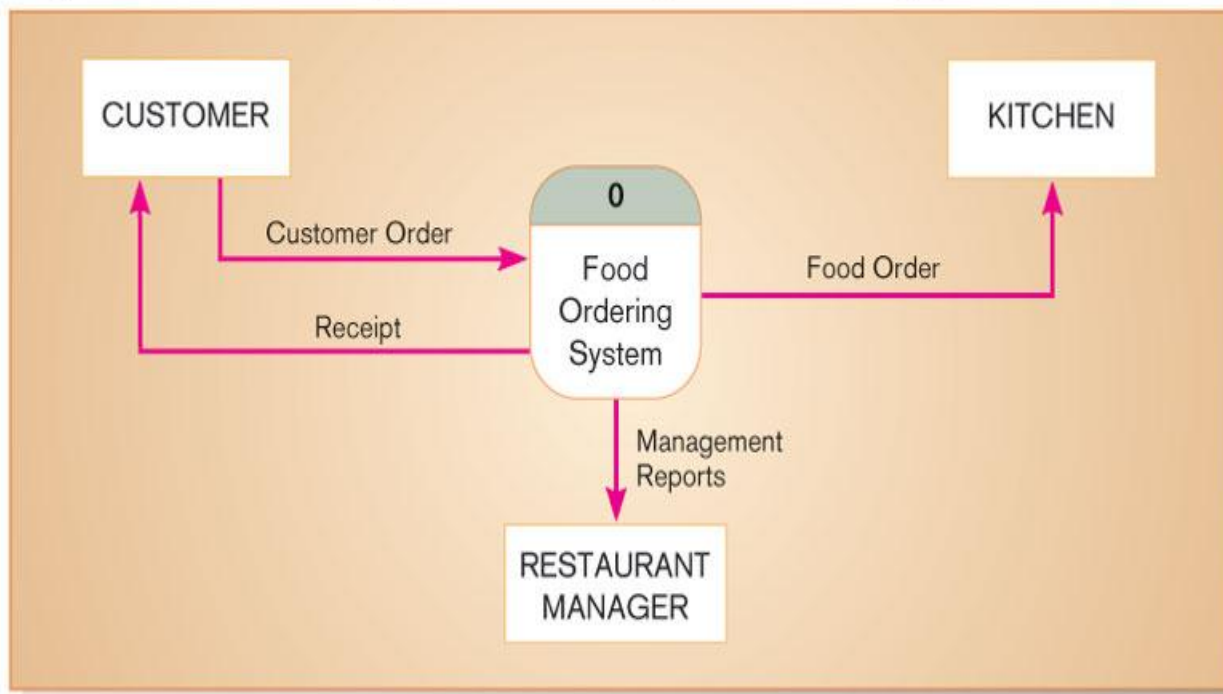 CUSTOMER
KITCHEN
0
Customer Order
Food
Ordering
System
Food Order
Receipt
Management
Reports
RESTAURANT
MANAGER